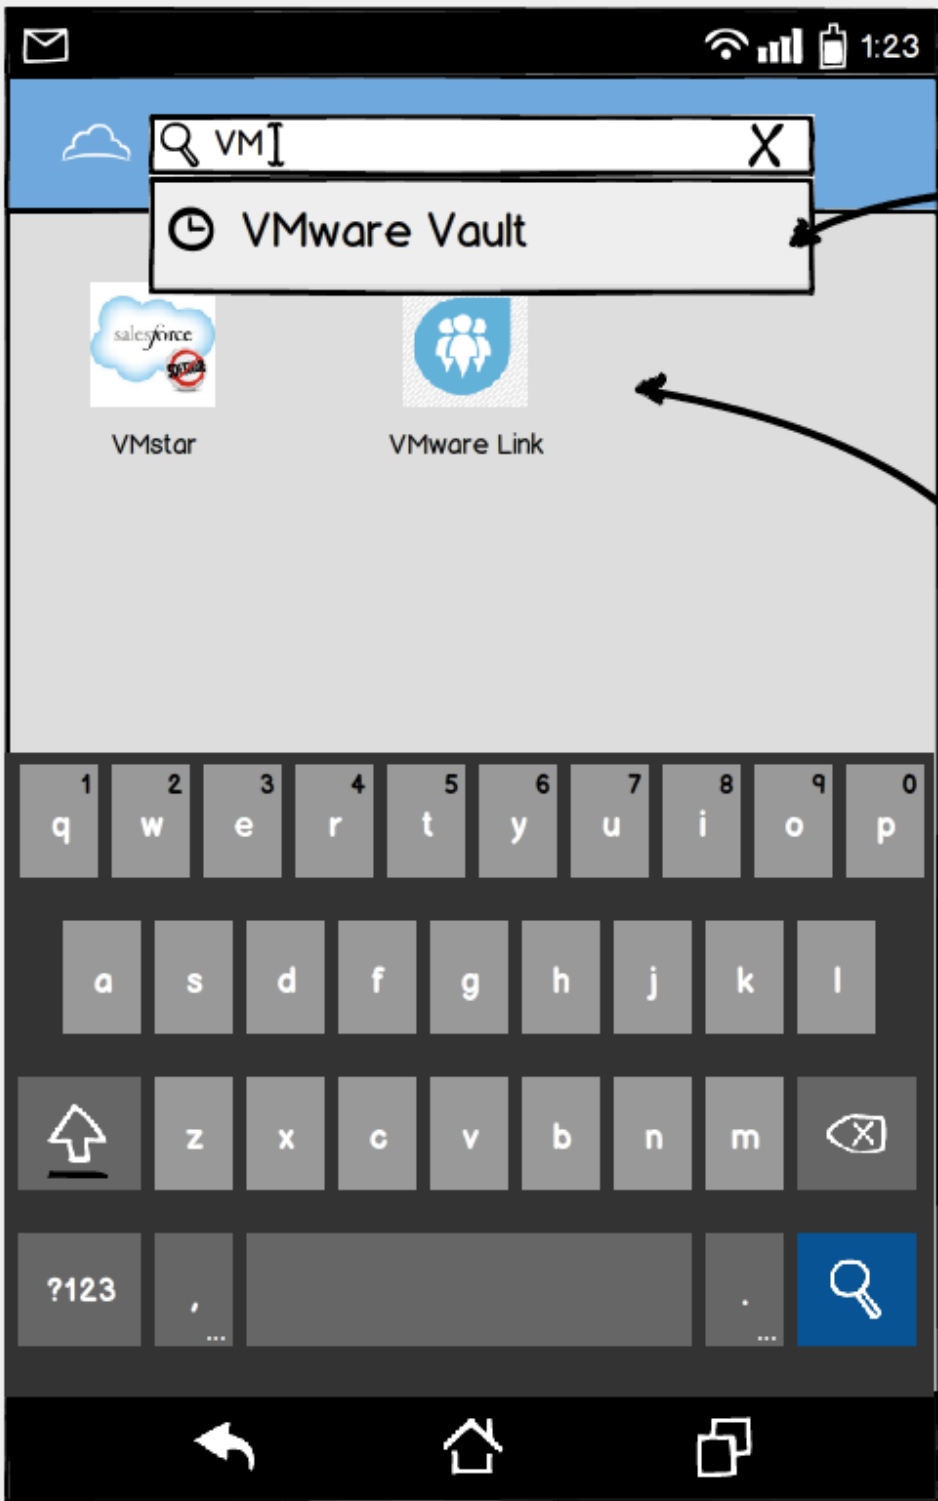 1:23
VM
VMware Vault
salesforce
VMstar
VMware Link
1 2 3 4 5 6 7 8 9 0
q w e r t y u i o p
a s d f g h j k l
z x c v b n m
?123 , ... . ...